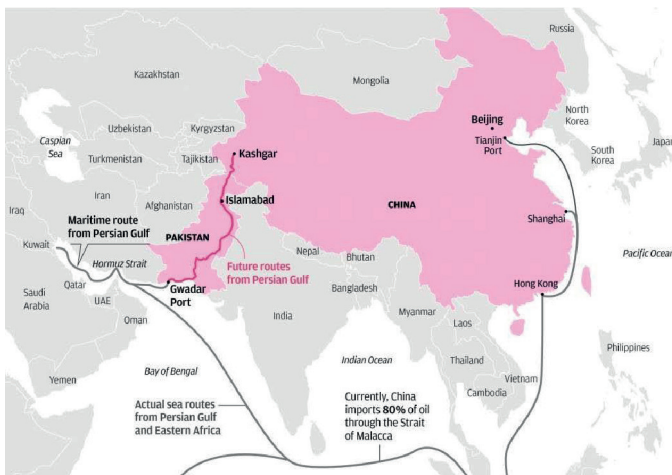 Russia
Kazakhstan
Mongolia
Caspian
Sea
Uzbekistan
Kyrgyzstan
Turkmenistan
Tajikistan
Kashgar
Beijing
Tianjin
Port
North
Korea
South
Korea
Japa
Iran
Afghanistan
Islamabad
CHINA
Iraq
Maritime route
from Persian Gulf
PAKISTAN
Shanghai
Kuwait
Hormuz Strait
Future routes
from Persian Gulf
Nepal
Bhutan
Pacific Ocean
Qatar
Gwadar
Port
Bangladesh
Hong Kong
Saudi
Arabia
UAE
Oman
India
Myanmar
Laos
Yemen
Bay of Bengal
Indian Ocean
Thailand
Vietnam
Philippines
Cambodia
Actual sea routes
from Persian Gulf
and Eastern Africa
Currently, China
imports 80% of oil
through the Strait
of Malacca